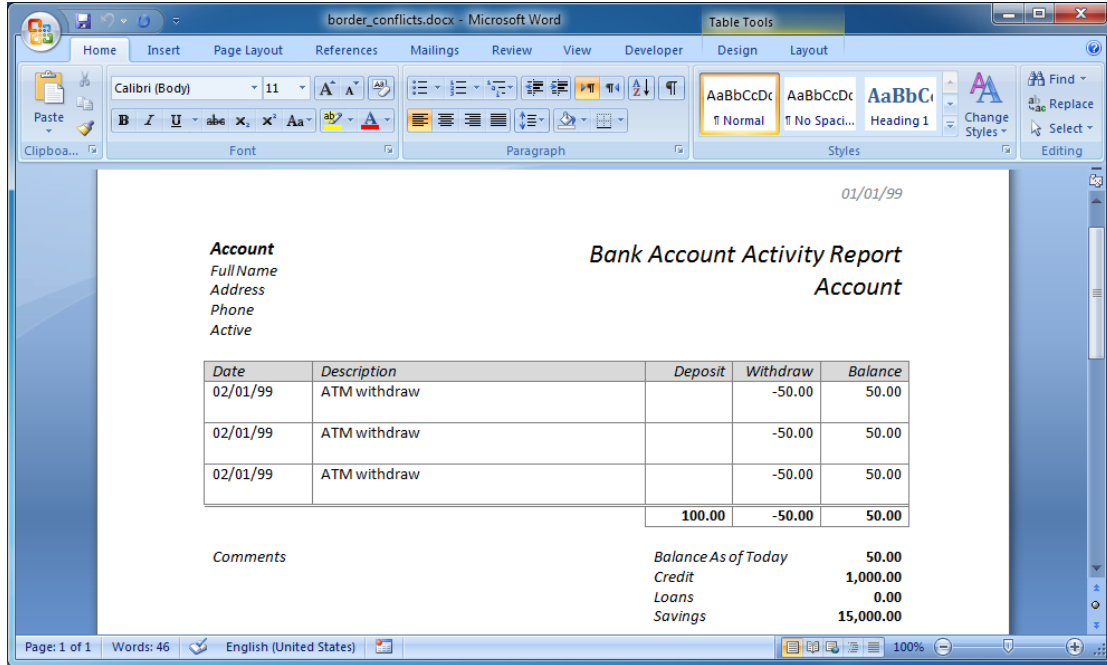 border_conflicts.docx - Microsoft Word
Table Tools
Home Insert Page Layout References Mailings Review View Developer Design Layout
Paste
Calibri (Body) 11
B I U abe X₂ X² Aa ab A
AaBbCcDc AaBbCcDc AaBbC
¶ Normal ¶ No Spaci... Heading 1
Change Styles
Find
Replace
Select
Clipboa... Font Paragraph Styles Editing
01/01/99
Account
Full Name
Address
Phone
Active
Bank Account Activity Report
Account
Date Description Deposit Withdraw Balance
02/01/99 ATM withdraw -50.00 50.00
02/01/99 ATM withdraw -50.00 50.00
02/01/99 ATM withdraw -50.00 50.00
100.00 -50.00 50.00
Comments
Balance As of Today 50.00
Credit 1,000.00
Loans 0.00
Savings 15,000.00
Page: 1 of 1 Words: 46 English (United States) 100%